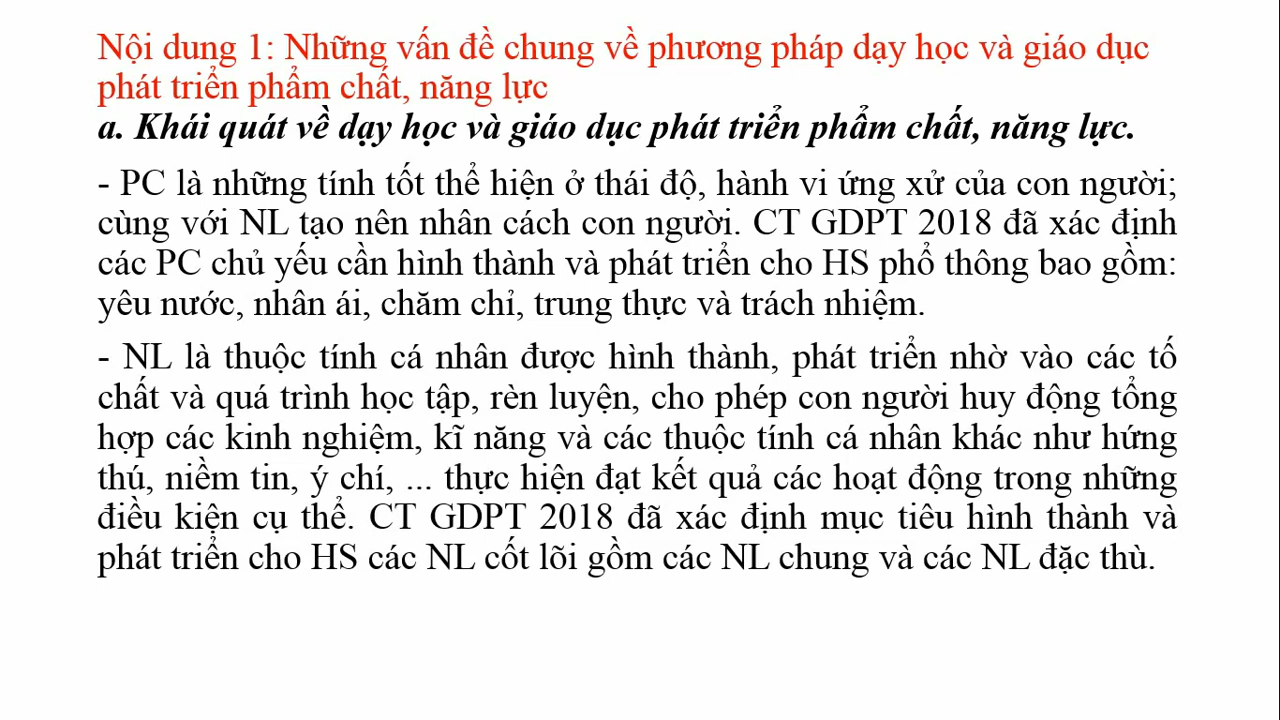 Nội dung 1: Những vấn đề chung về phương pháp dạy học và giáo dục
phát triển phẩm chất, năng lực
a. Khái quát về dạy học và giáo dục phát triển phẩm chất, năng lực.
- PC là những tính tốt thể hiện ở thái độ, hành vi ứng xử của con người;
cùng với NL tạo nên nhân cách con người. CT GDPT 2018 đã xác định
các PC chủ yếu cần hình thành và phát triển cho HS phổ thông bao gồm:
yêu nước, nhân ái, chăm chỉ, trung thực và trách nhiệm.
- NL là thuộc tính cá nhân được hình thành, phát triển nhờ vào các tố
chất và quá trình học tập, rèn luyện, cho phép con người huy động tổng
hợp các kinh nghiệm, kĩ năng và các thuộc tính cá nhân khác như hứng
thú, niềm tin, ý chí, ... thực hiện đạt kết quả các hoạt động trong những
điều kiện cụ thể. CT GDPT 2018 đã xác định mục tiêu hình thành và
phát triển cho HS các NL cốt lõi gồm các NL chung và các NL đặc thù.